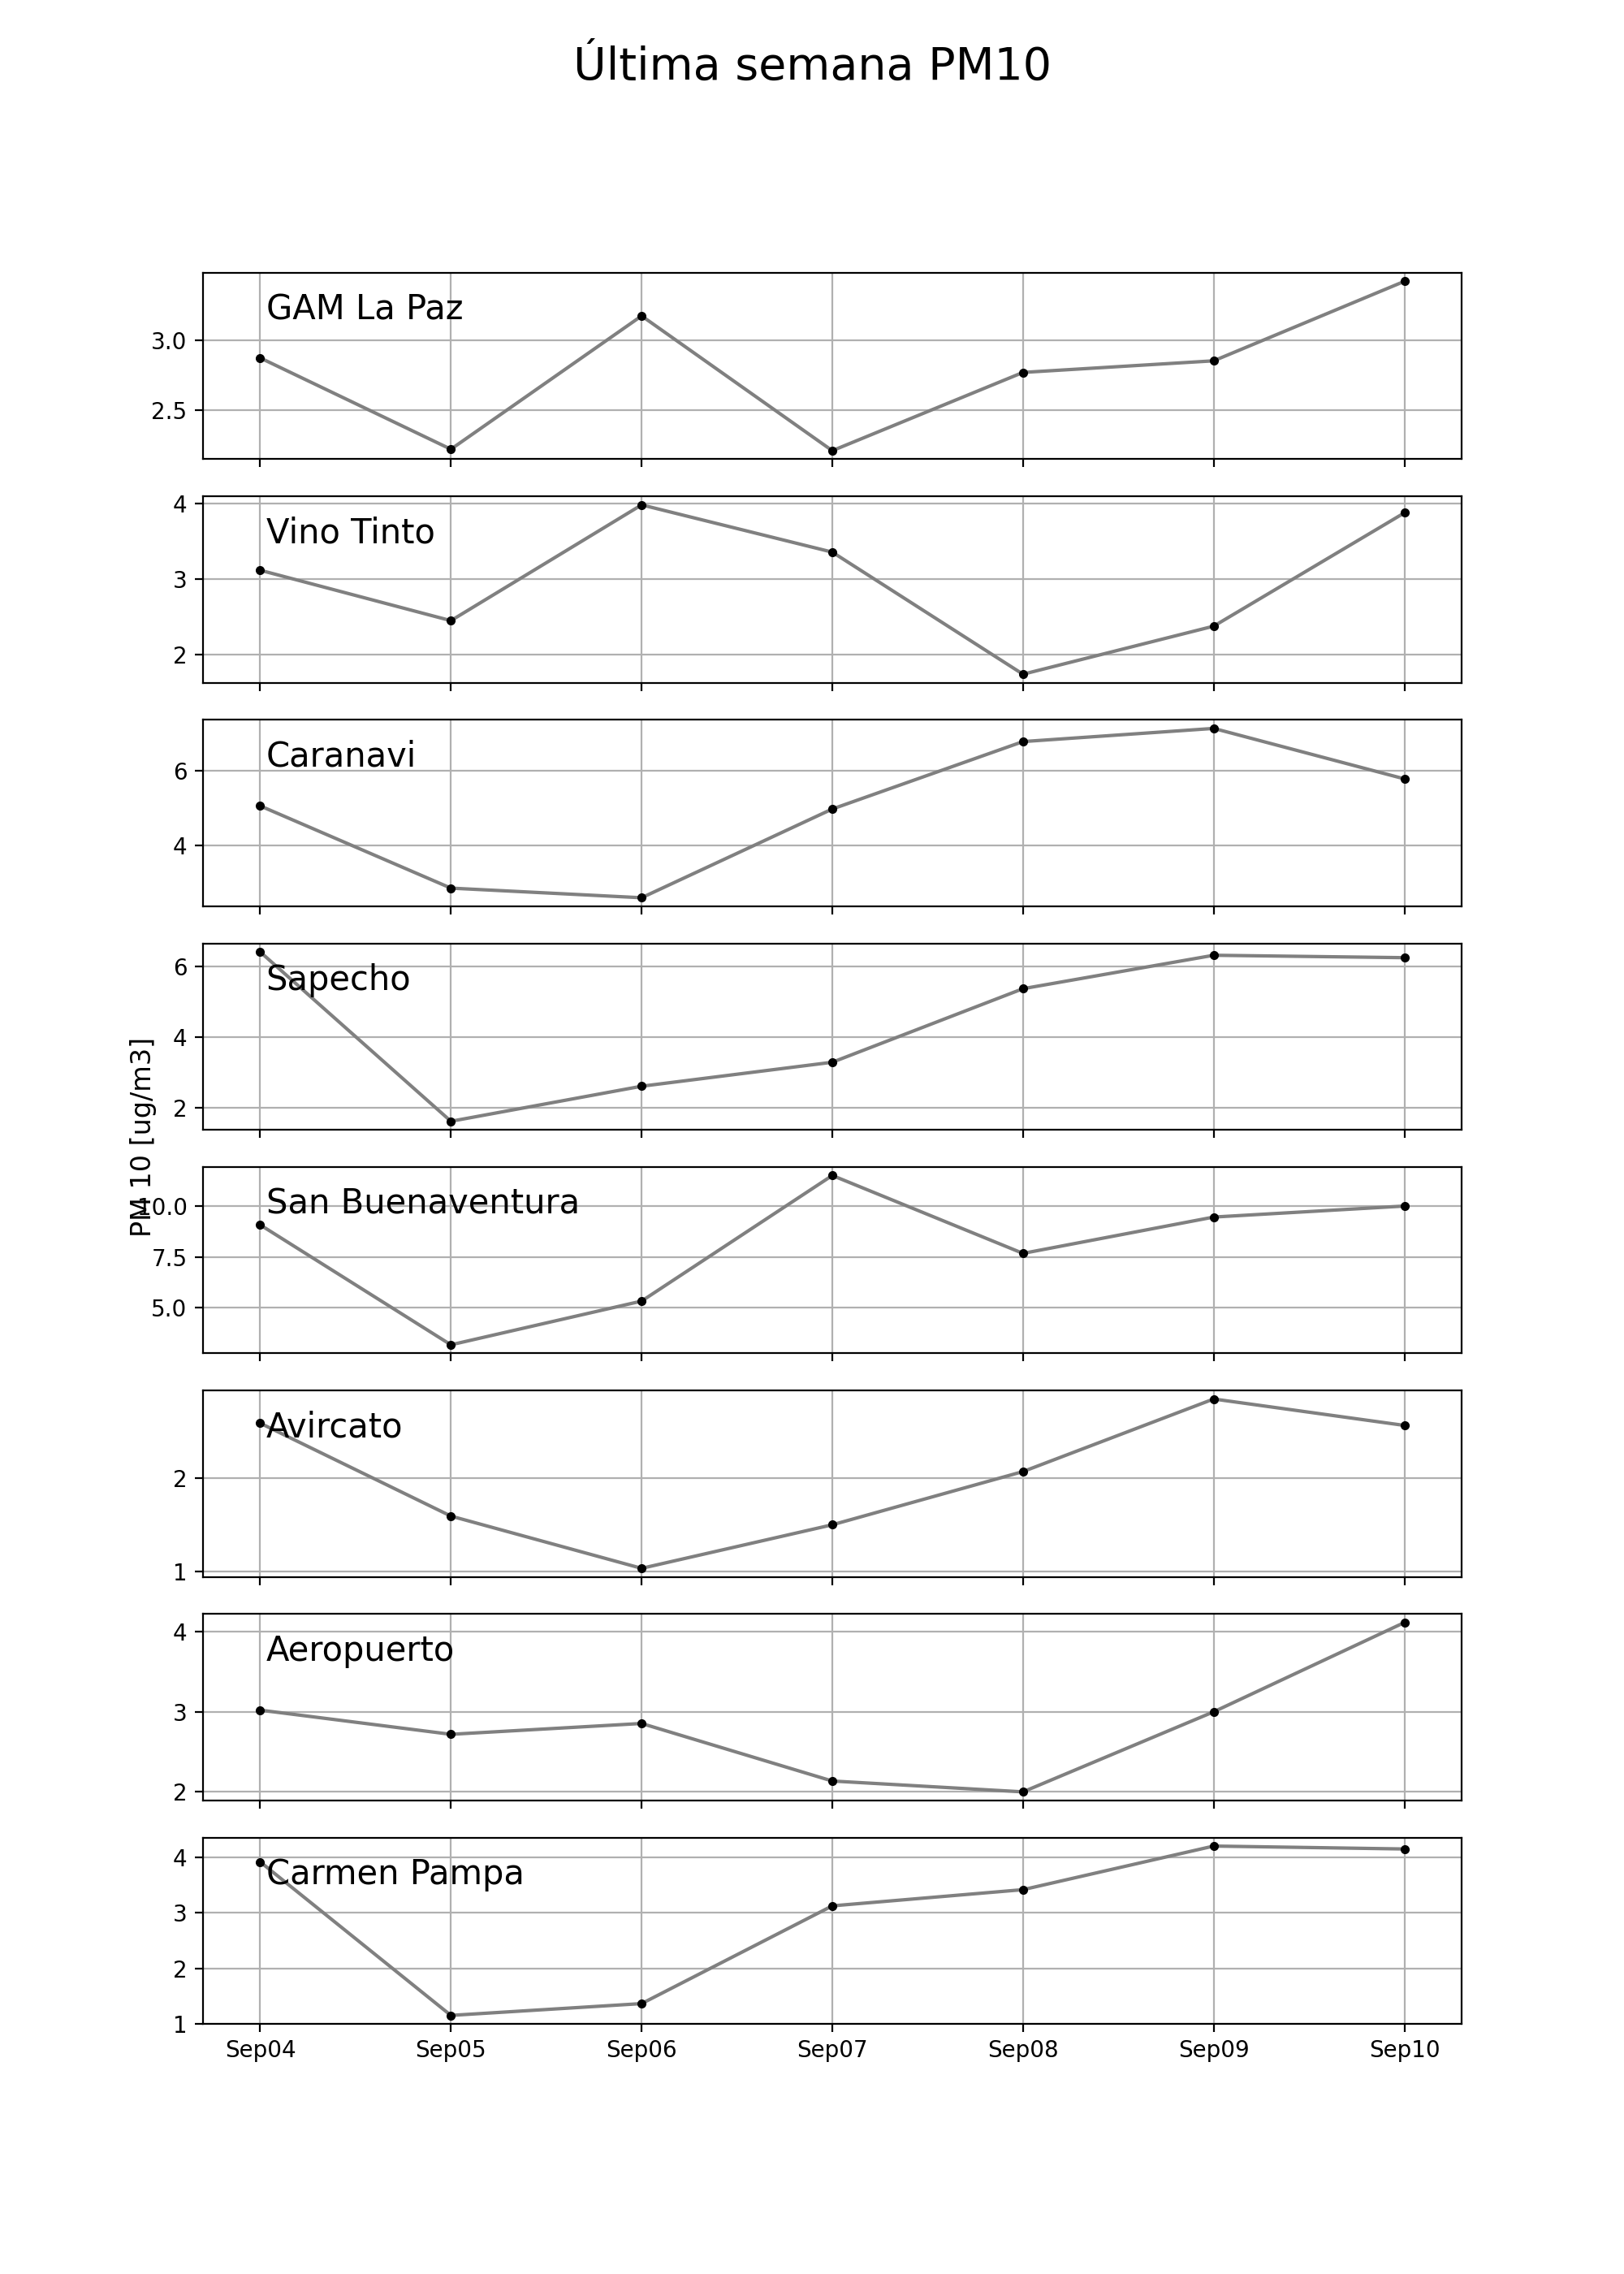 Última semana PM10
GAM La Paz
3.0
2.5
Vino Tinto
4
3
2
Caranavi
6
4
Sapecho
6
4
2
PM 10 [ug/m3]
San Buenaventura
10.0
7.5
5.0
Avircato
2
1
Aeropuerto
4
3
2
Carmen Pampa
4
3
2
1
Sep04 Sep05 Sep06 Sep07 Sep08 Sep09 Sep10